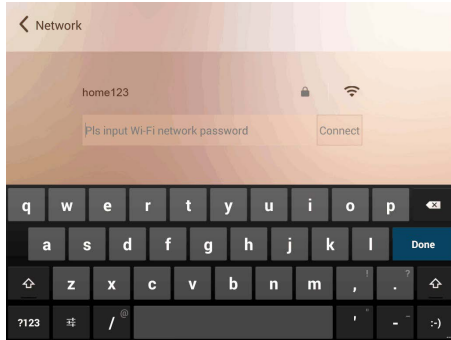 Network
home123
Pls input Wi-Fi network password Connect
q w e r t y u i o p
a s d f g h j k l Done
z x c v b n m , ! . ?
?123 / @ ' " - _ :-)